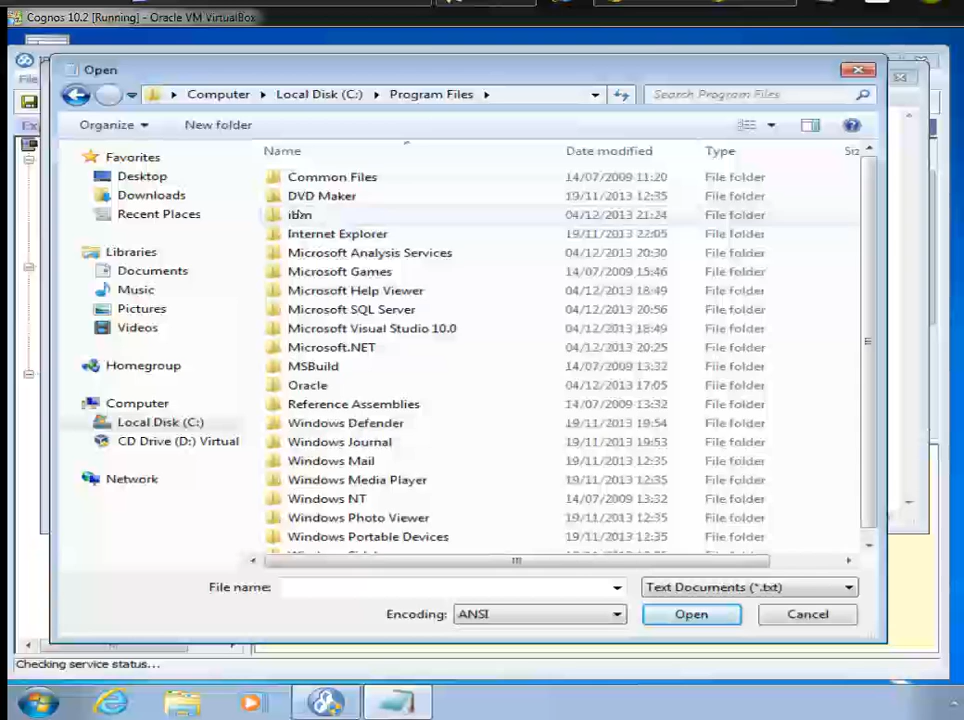 Cognos 10.2 [Running] - Oracle VM VirtualBox
Open
Computer Local Disk (C:) Program Files
Search Program Files
File
Organize New folder
Ex
Name Date modified Type Siz
Favorites
Desktop
Downloads
Recent Places
Libraries
Documents
Music
Pictures
Videos
Homegroup
Computer
Local Disk (C:)
CD Drive (D:) Virtual
Network
Common Files 14/07/2009 11:20 File folder
DVD Maker 19/11/2013 12:35 File folder
ibm 04/12/2013 21:24 File folder
Internet Explorer 19/11/2013 22:05 File folder
Microsoft Analysis Services 04/12/2013 20:30 File folder
Microsoft Games 14/07/2009 15:46 File folder
Microsoft Help Viewer 04/12/2013 18:49 File folder
Microsoft SQL Server 04/12/2013 20:56 File folder
Microsoft Visual Studio 10.0 04/12/2013 18:49 File folder
Microsoft.NET 04/12/2013 20:25 File folder
MSBuild 14/07/2009 13:32 File folder
Oracle 04/12/2013 17:05 File folder
Reference Assemblies 14/07/2009 13:32 File folder
Windows Defender 19/11/2013 19:54 File folder
Windows Journal 19/11/2013 19:53 File folder
Windows Mail 19/11/2013 12:35 File folder
Windows Media Player 19/11/2013 12:35 File folder
Windows NT 14/07/2009 13:32 File folder
Windows Photo Viewer 19/11/2013 12:35 File folder
Windows Portable Devices 19/11/2013 12:35 File folder
File name: Text Documents (*.txt)
Encoding: ANSI Open Cancel
Checking service status...